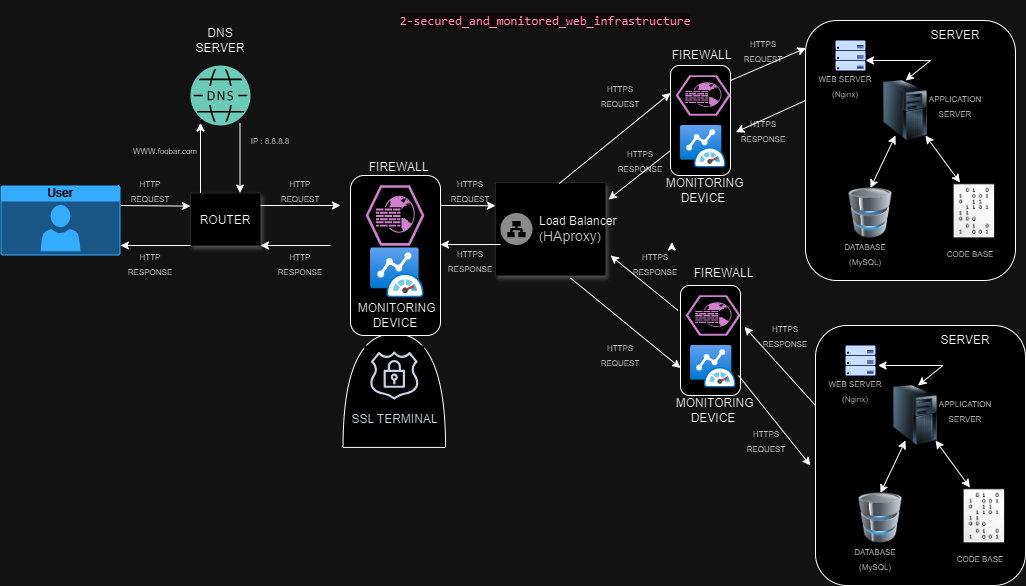 2-secured_and_monitored_web_infrastructure
DNS
SERVER
DNS
WWW.foobar.com
IP : 8.8.8.8
User
HTTP
REQUEST
HTTP
RESPONSE
ROUTER
HTTP
REQUEST
HTTP
RESPONSE
FIREWALL
MONITORING
DEVICE
SSL TERMINAL
HTTPS
REQUEST
HTTPS
RESPONSE
Load Balancer
(HAproxy)
HTTPS
REQUEST
HTTPS
RESPONSE
FIREWALL
MONITORING
DEVICE
HTTPS
REQUEST
HTTPS
RESPONSE
SERVER
WEB SERVER
(Nginx)
APPLICATION
SERVER
DATABASE
(MySQL)
CODE BASE
HTTPS
RESPONSE
HTTPS
REQUEST
FIREWALL
MONITORING
DEVICE
HTTPS
RESPONSE
HTTPS
REQUEST
SERVER
WEB SERVER
(Nginx)
APPLICATION
SERVER
DATABASE
(MySQL)
CODE BASE